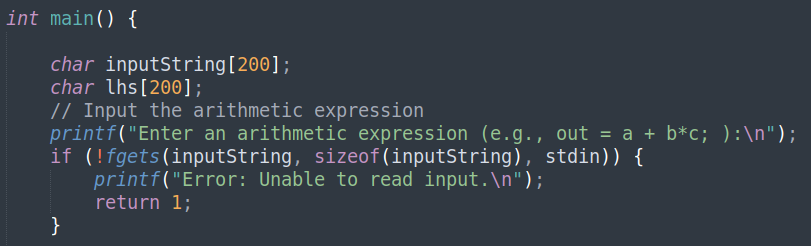 int main() {
    char inputString[200];
    char lhs[200];
    // Input the arithmetic expression
    printf("Enter an arithmetic expression (e.g., out = a + b*c; ):\n");
    if (!fgets(inputString, sizeof(inputString), stdin)) {
        printf("Error: Unable to read input.\n");
        return 1;
    }